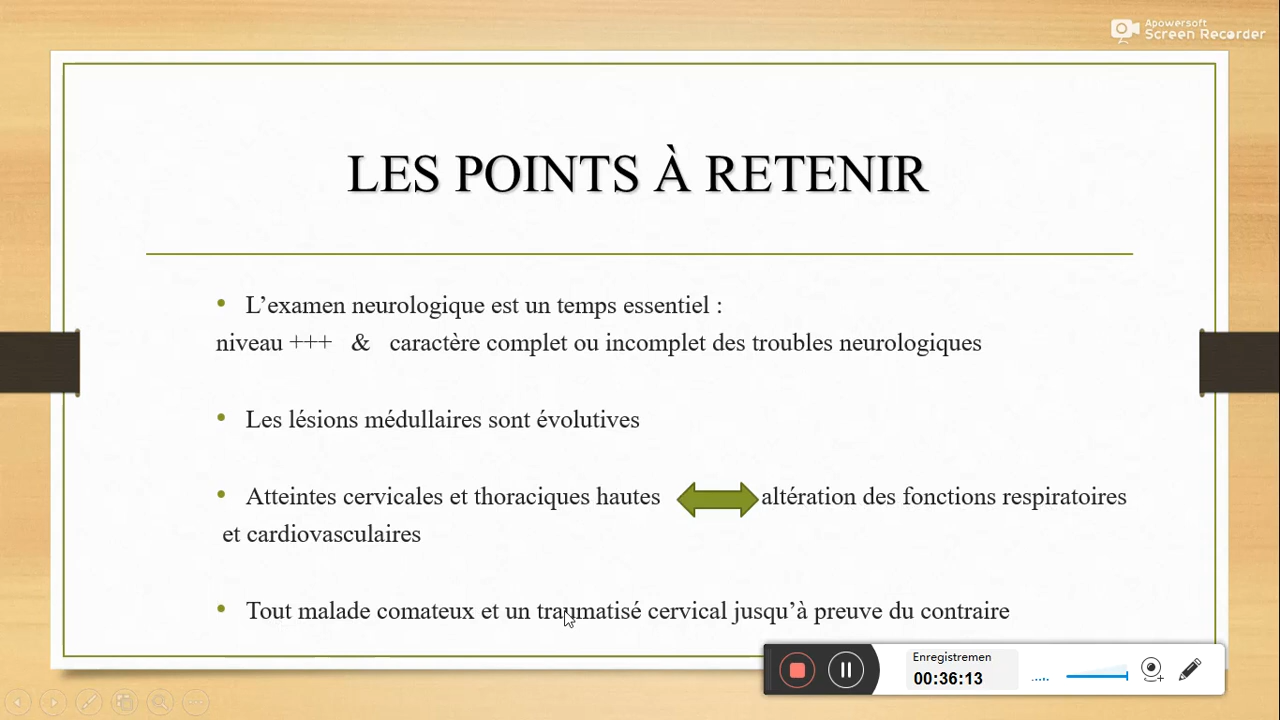 Apowersoft
Screen Recorder
LES POINTS À RETENIR
• L’examen neurologique est un temps essentiel :
niveau +++ & caractère complet ou incomplet des troubles neurologiques
• Les lésions médullaires sont évolutives
• Atteintes cervicales et thoraciques hautes altération des fonctions respiratoires
et cardiovasculaires
• Tout malade comateux et un traumatisé cervical jusqu’à preuve du contraire
Enregistremen
00:36:13